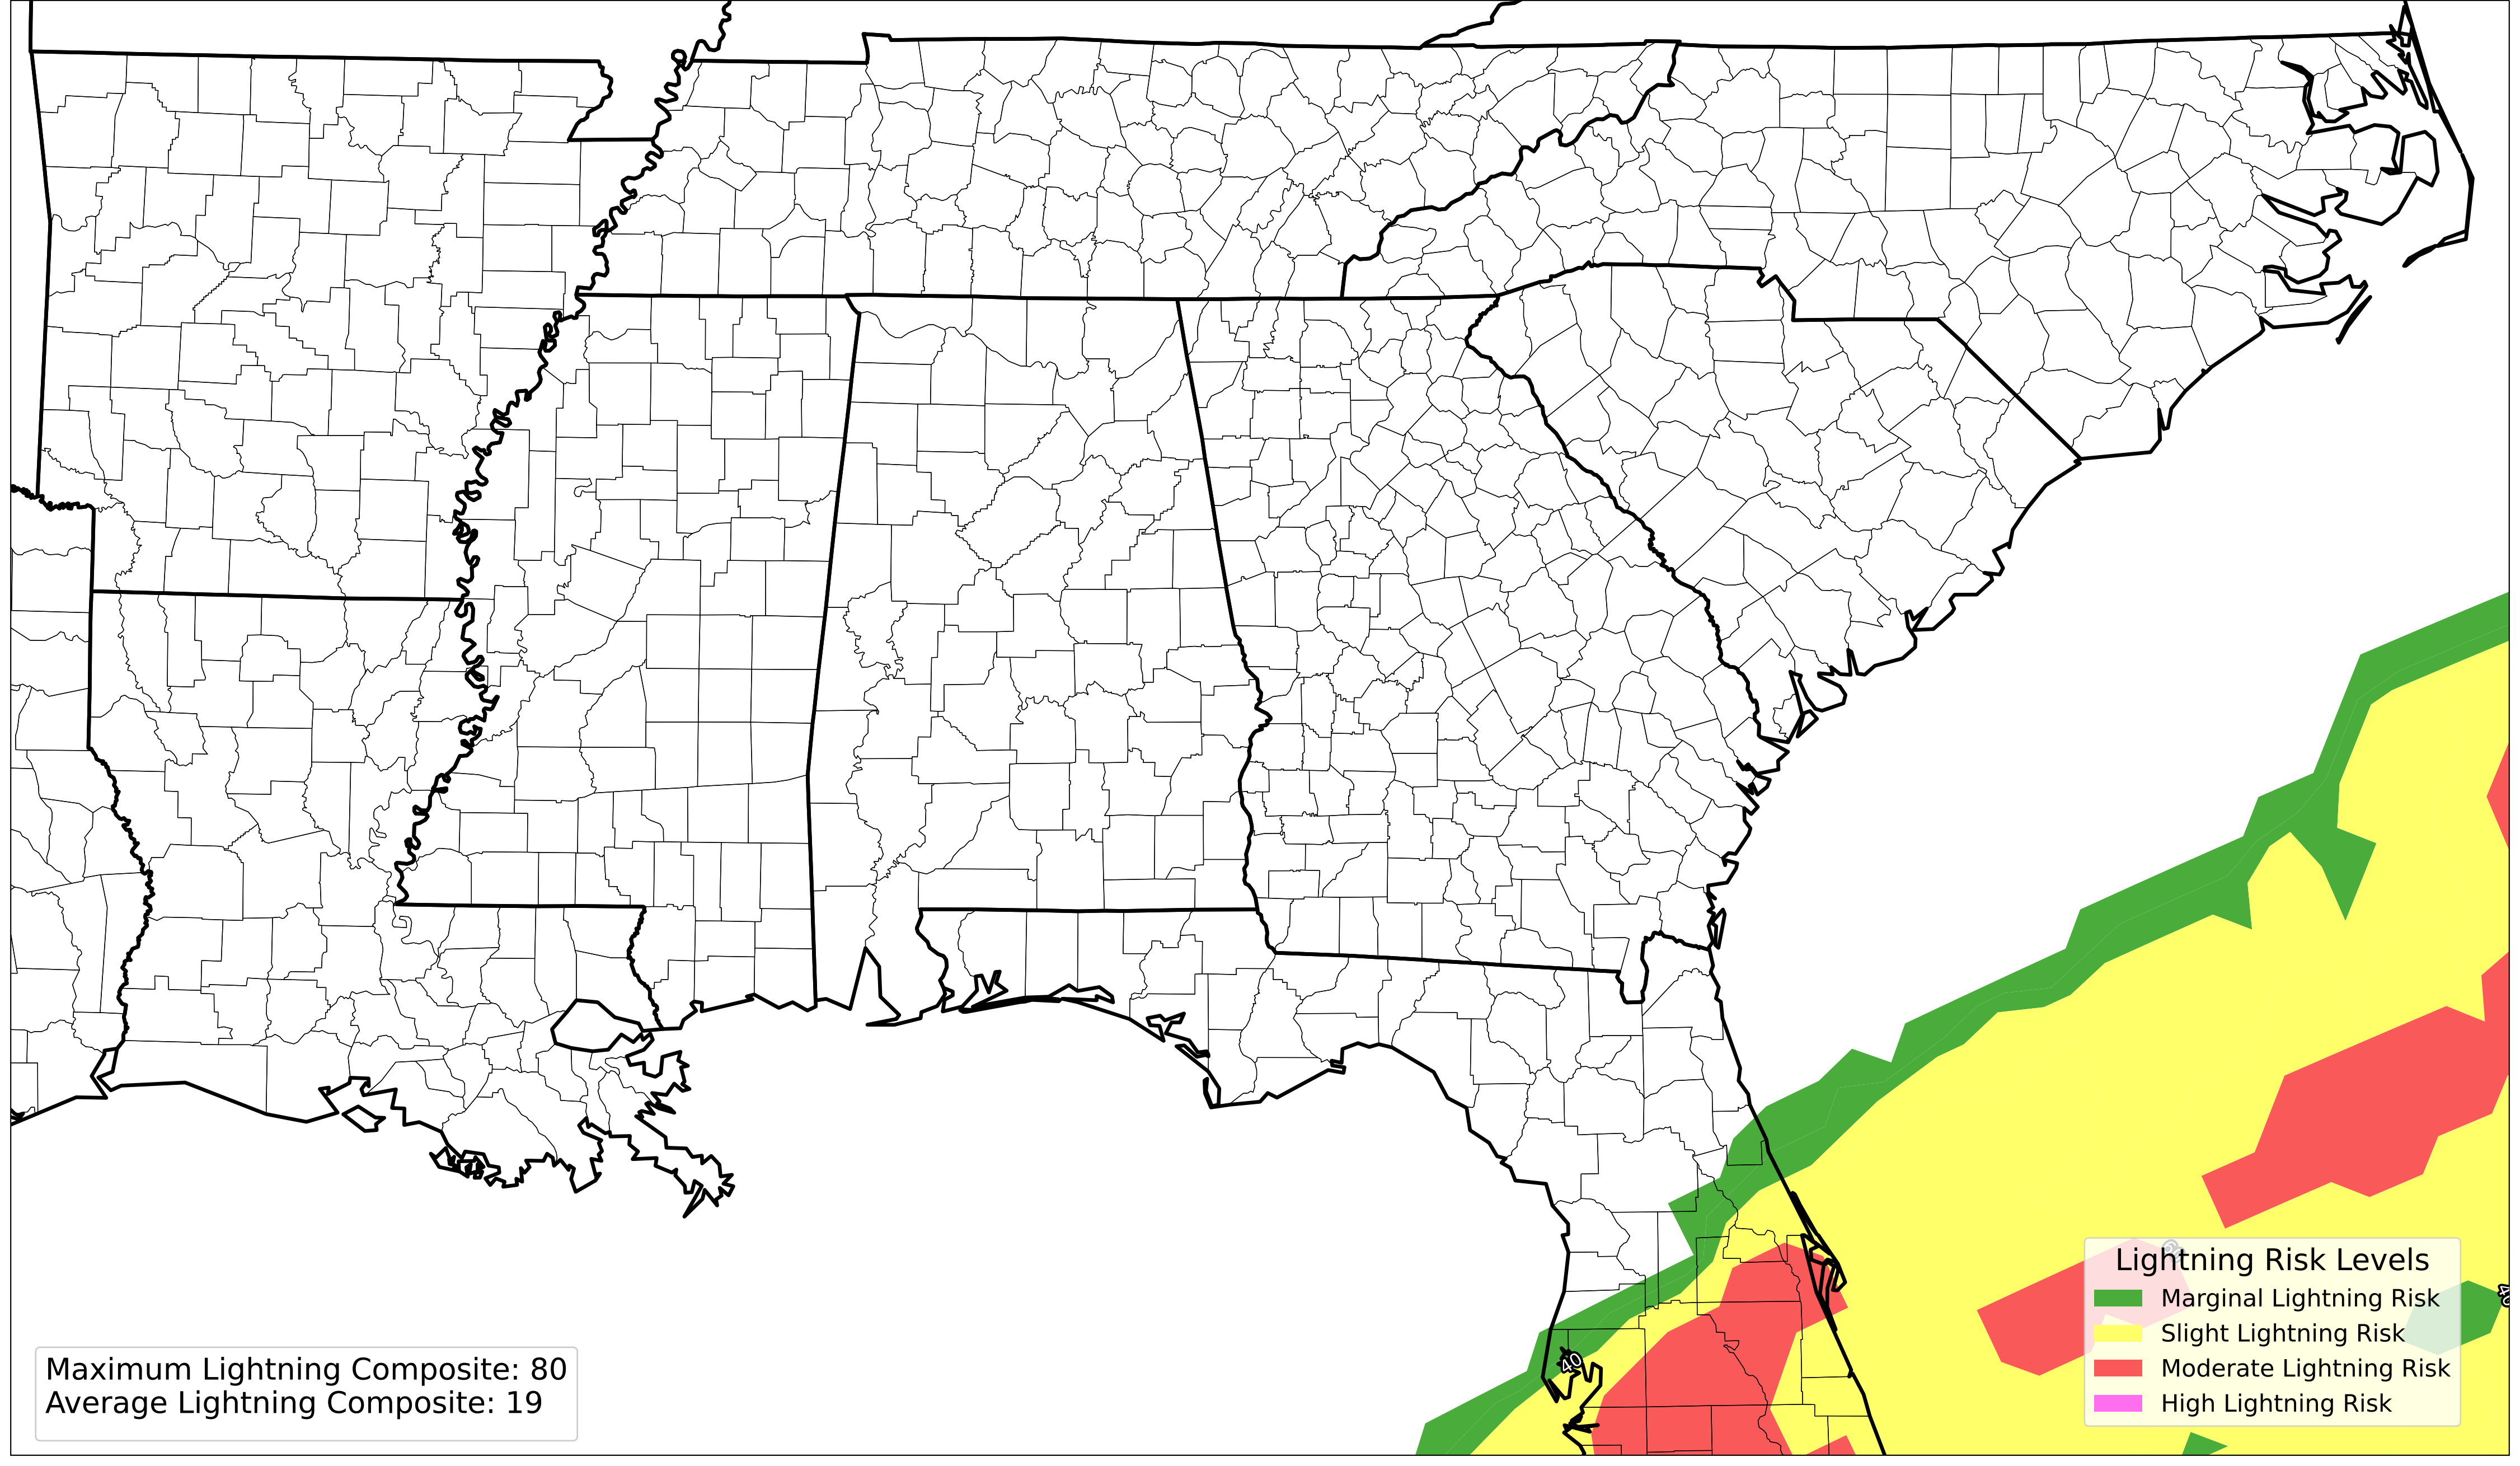 40
Lightning Risk Levels
Marginal Lightning Risk
Slight Lightning Risk
Moderate Lightning Risk
High Lightning Risk
40
Maximum Lightning Composite: 80
Average Lightning Composite: 19